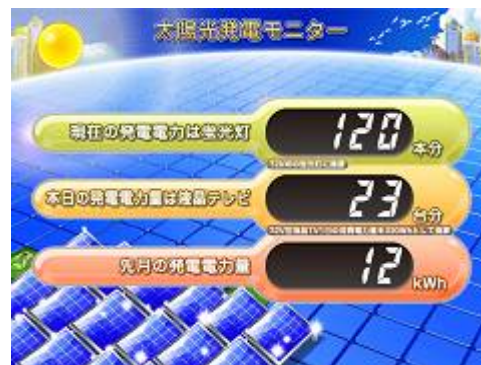 太陽光発電モニター
現在の発電電力は蛍光灯 120 本分
本日の発電電力量は液晶テレビ 23 台分
先月の発電電力量 12 kWh